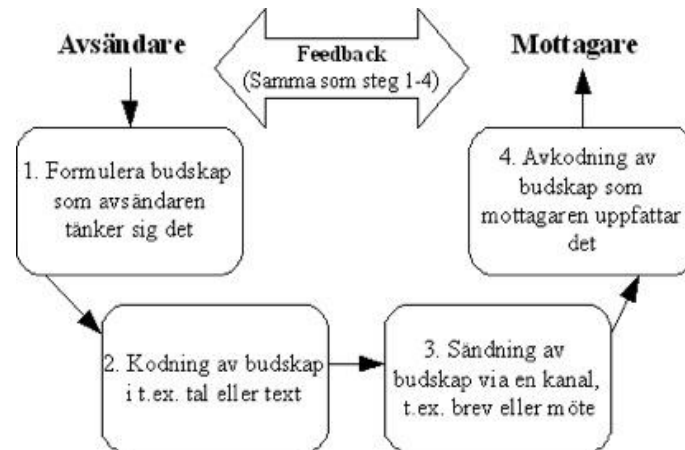 Avsändare
Feedback
(Samma som steg 1-4)
Mottagare
1. Formulera budskap
som avsändaren
tänker sig det
2. Kodning av budskap
i t.ex. tal eller text
3. Sändning av
budskap via en kanal,
t.ex. brev eller möte
4. Avkodning av
budskap som
mottagaren uppfattar
det